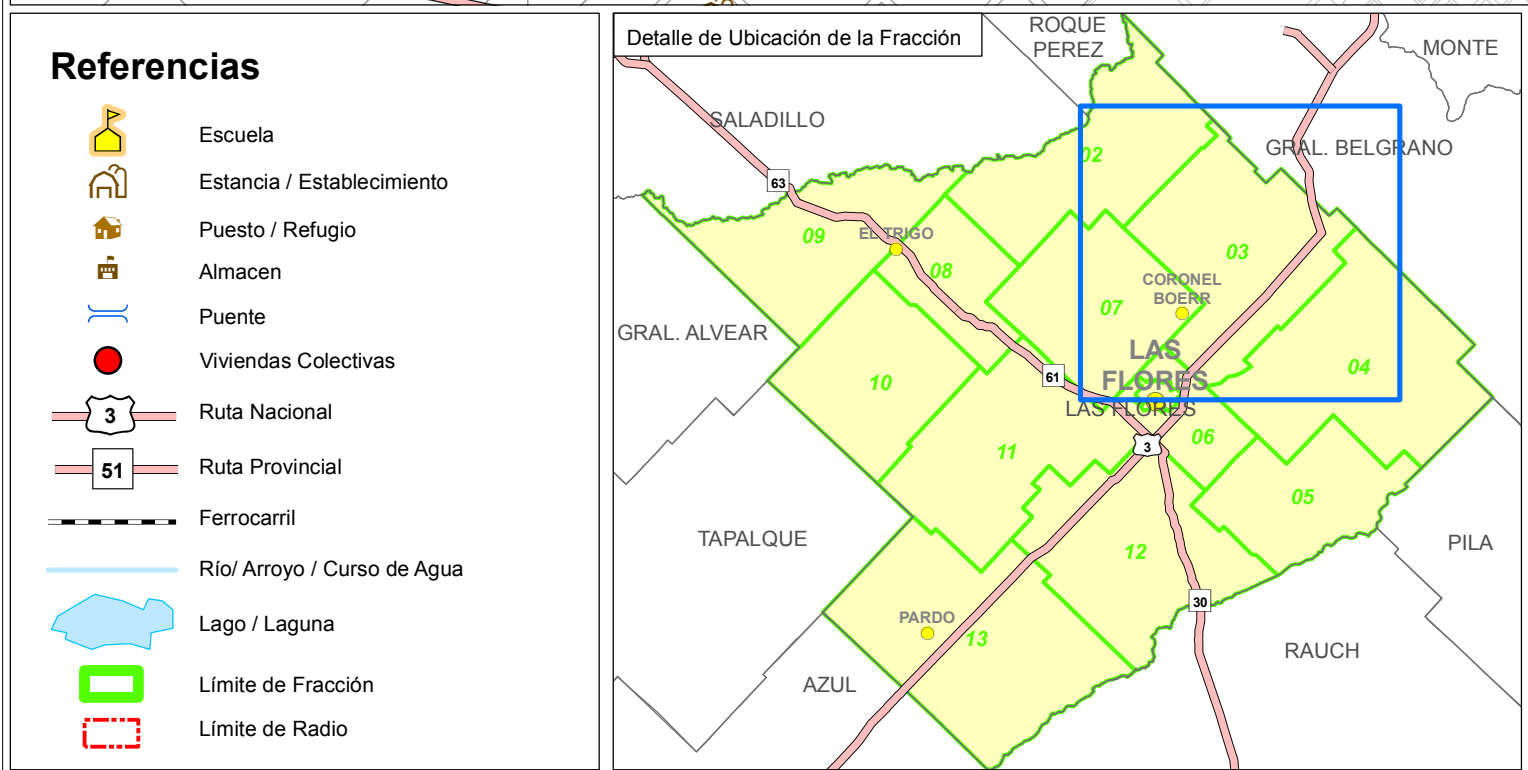 Referencias
Escuela
Estancia / Establecimiento
Puesto / Refugio
Almacen
Puente
Viviendas Colectivas
3
Ruta Nacional
51
Ruta Provincial
Ferrocarril
Río/ Arroyo / Curso de Agua
Lago / Laguna
Límite de Fracción
Límite de Radio
Detalle de Ubicación de la Fracción
ROQUE
PEREZ
MONTE
SALADILLO
GRAL. BELGRANO
02
63
09
EL TRIGO
08
03
CORONEL
BOERR
07
GRAL. ALVEAR
LAS
FLORES
04
61
10
LAS FLORES
06
3
11
05
TAPALQUE
PILA
12
30
PARDO
13
RAUCH
AZUL